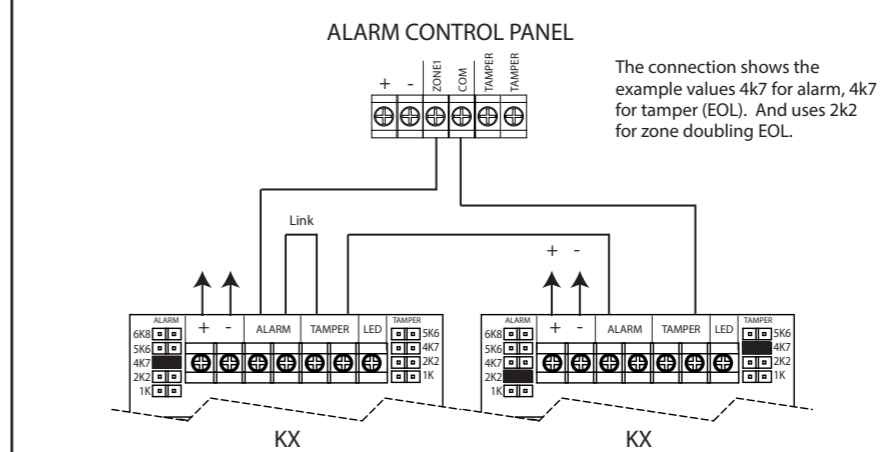 ALARM CONTROL PANEL
The connection shows the
example values 4k7 for alarm, 4k7
for tamper (EOL).  And uses 2k2
for zone doubling EOL.
+ - ZONE1 COM TAMPER TAMPER
Link
+ -
ALARM
6K8
5K6
4K7
2K2
1K
+ - ALARM TAMPER LED
TAMPER
5K6
4K7
2K2
1K
KX
ALARM
6K8
5K6
4K7
2K2
1K
+ - ALARM TAMPER LED
TAMPER
5K6
4K7
2K2
1K
KX